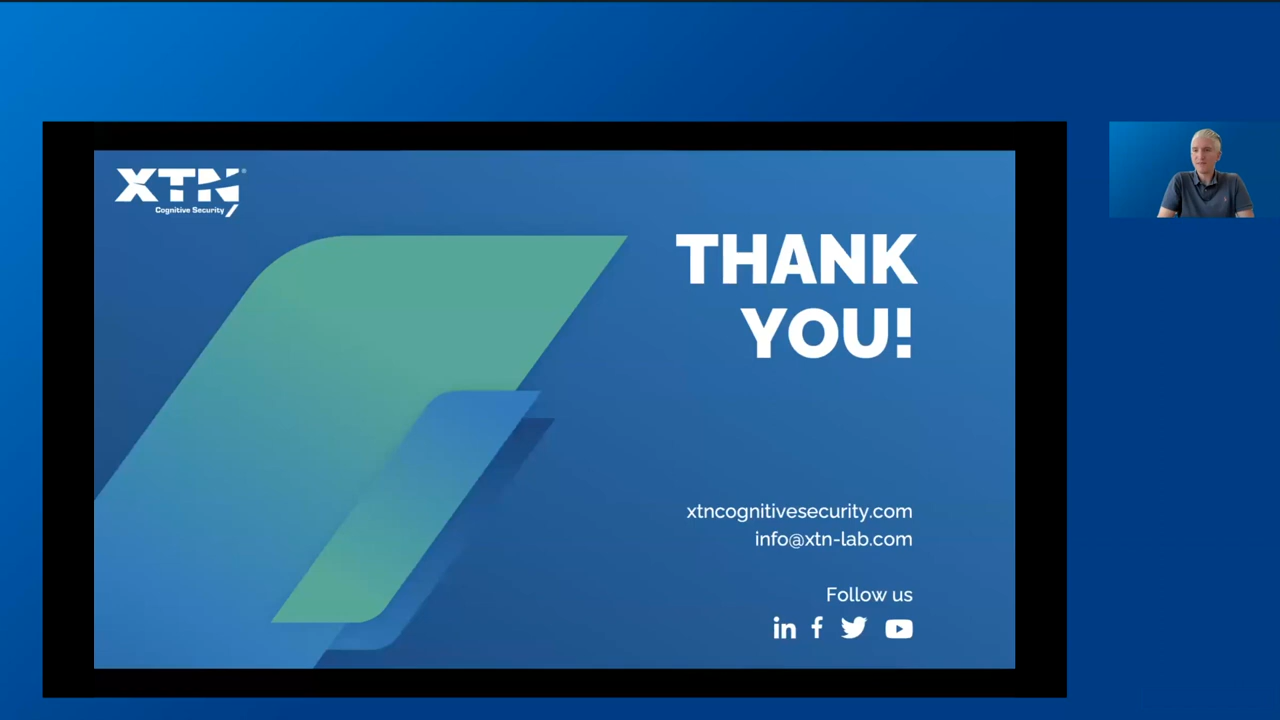 XTN®
Cognitive Security
THANK
YOU!
xtncognitivesecurity.com
info@xtn-lab.com
Follow us
in f